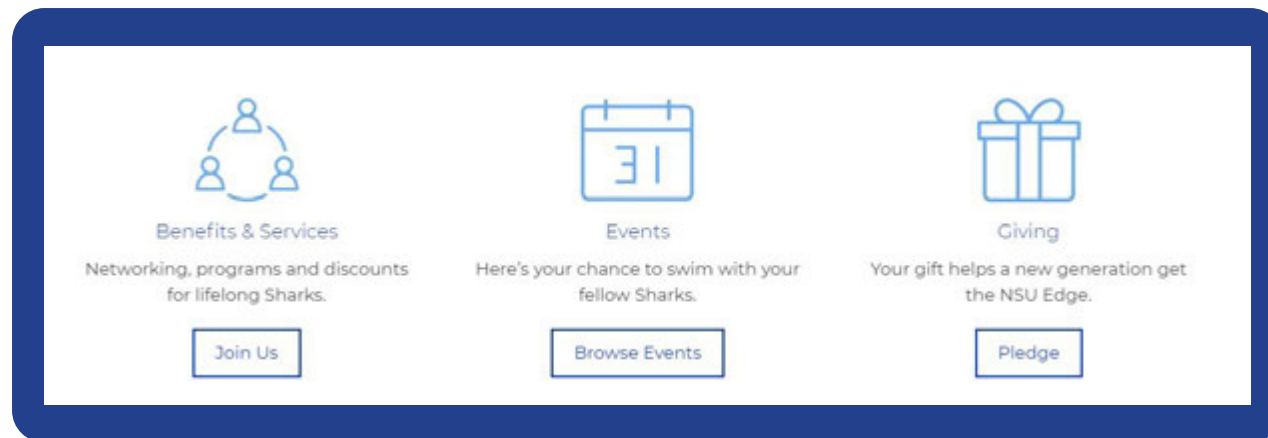 31
Benefits & Services
Networking, programs and discounts
for lifelong Sharks.
Join Us
Events
Here's your chance to swim with your
fellow Sharks.
Browse Events
Giving
Your gift helps a new generation get
the NSU Edge.
Pledge